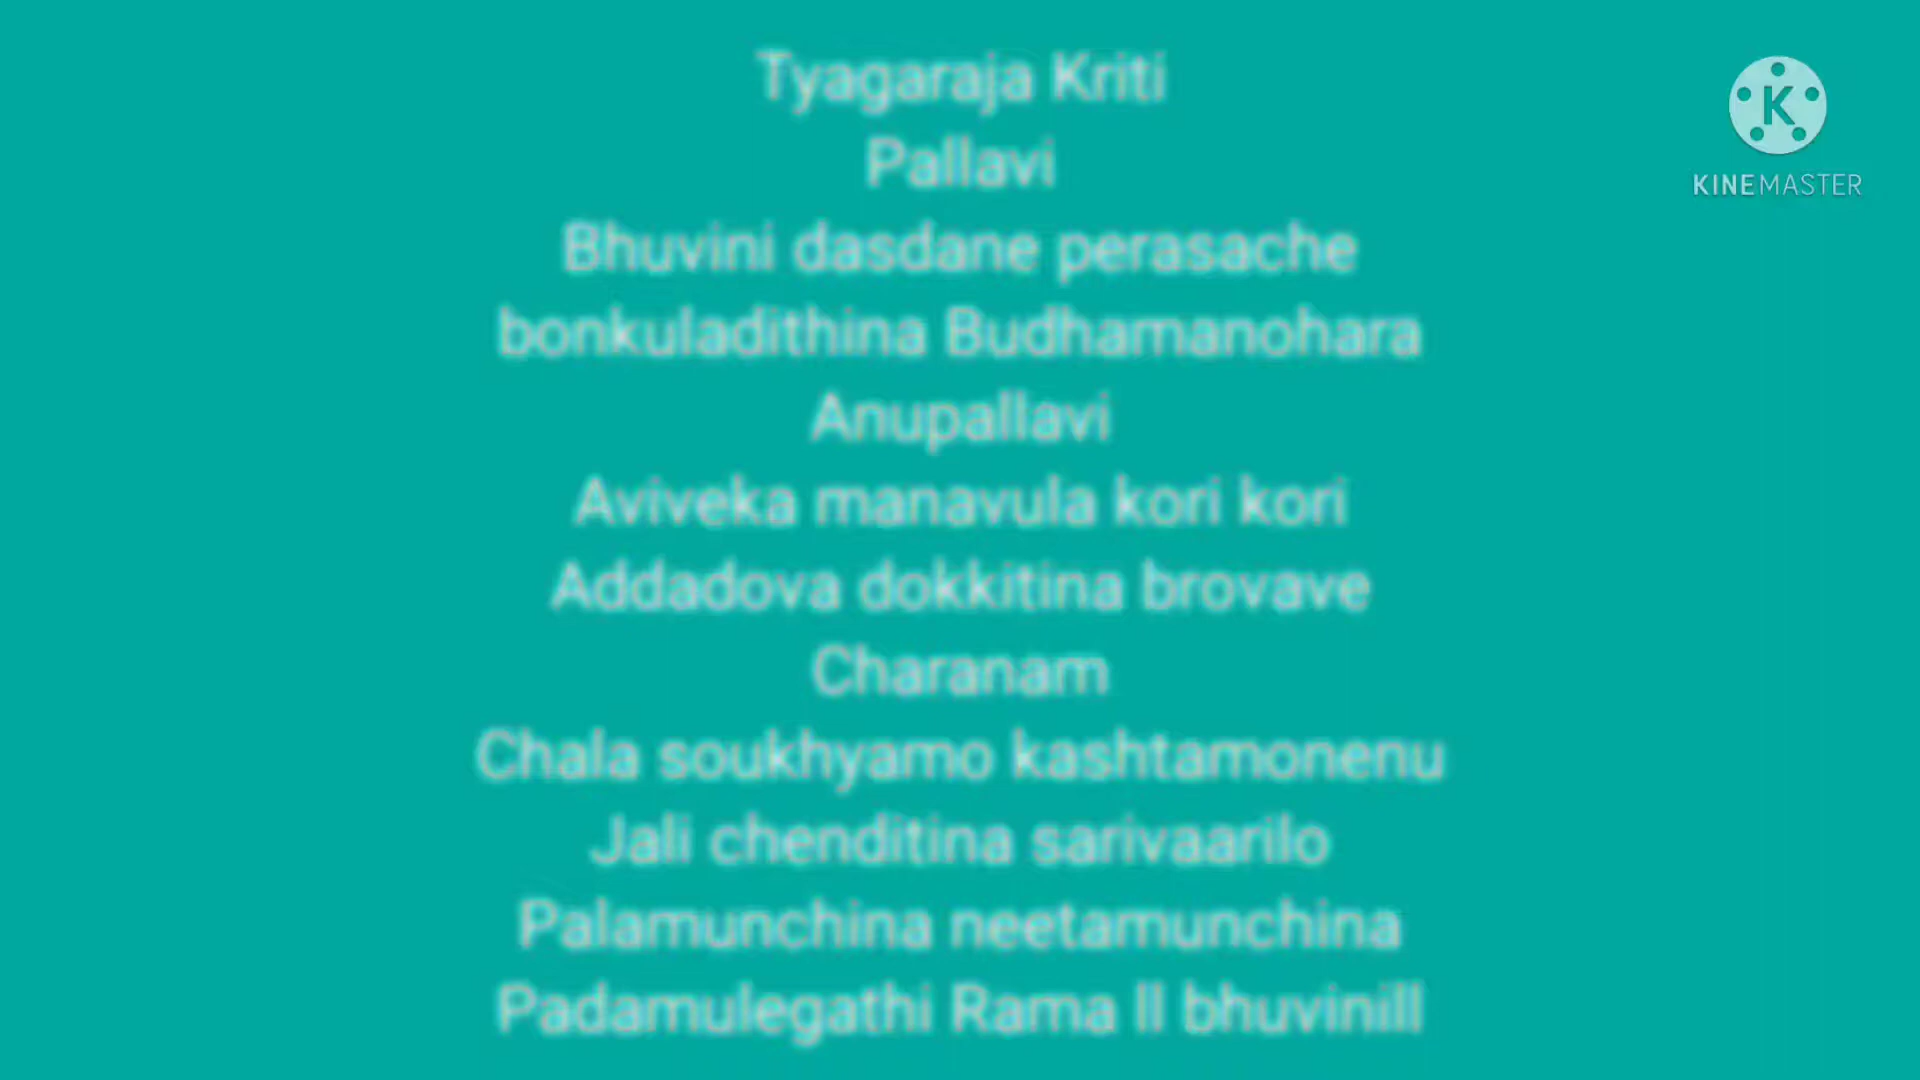 Tyagaraja Kriti
Pallavi
Bhuvini dasdane perasache
bonkuladithina Budhamanohara
Anupallavi
Aviveka manavula kori kori
Addadova dokkitina brovave
Charanam
Chala soukhyamo kashtamonenu
Jali chenditina sarivaarilo
Palamunchina neetamunchina
Padamulegathi Rama ll bhuvinill
K
KINEMASTER